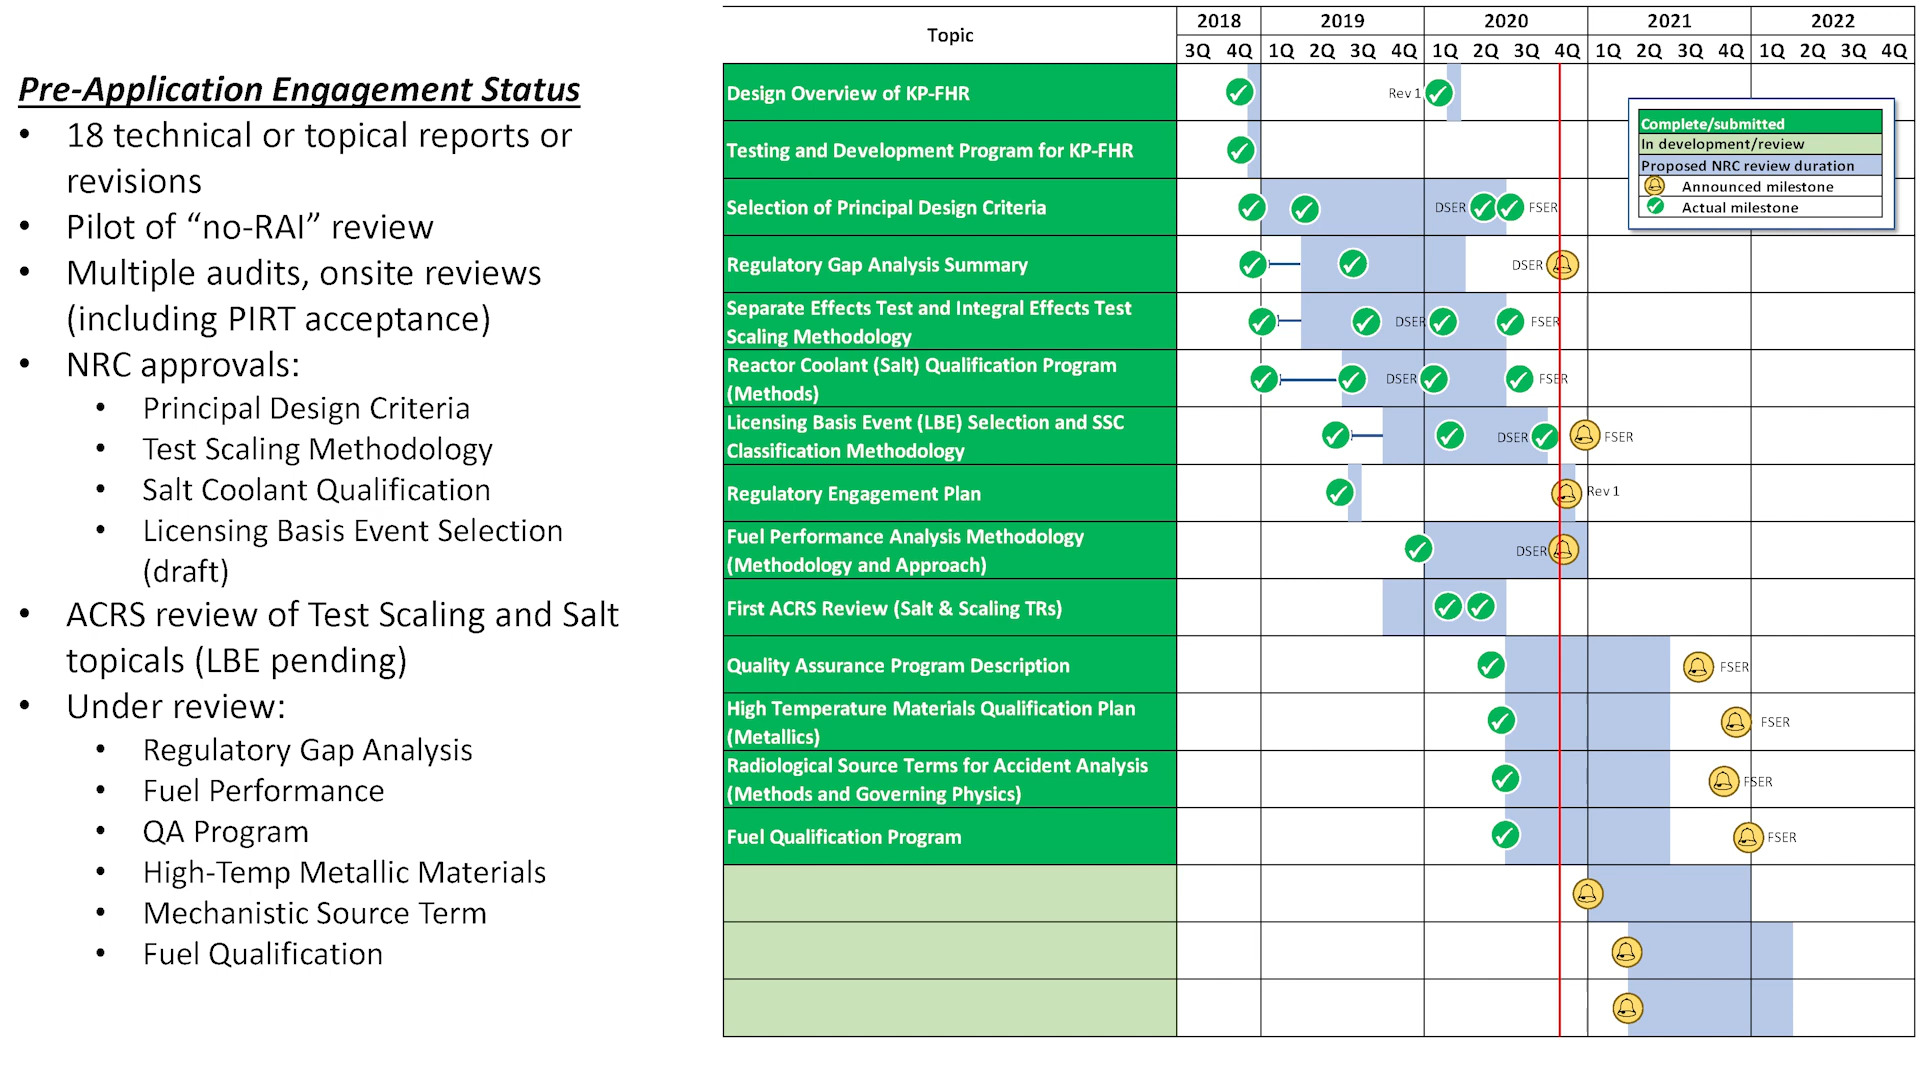 Pre-Application Engagement Status
• 18 technical or topical reports or
revisions
• Pilot of “no-RAI” review
• Multiple audits, onsite reviews
(including PIRT acceptance)
• NRC approvals:
• Principal Design Criteria
• Test Scaling Methodology
• Salt Coolant Qualification
• Licensing Basis Event Selection
(draft)
• ACRS review of Test Scaling and Salt
topicals (LBE pending)
• Under review:
• Regulatory Gap Analysis
• Fuel Performance
• QA Program
• High-Temp Metallic Materials
• Mechanistic Source Term
• Fuel Qualification
Topic 2018 2019 2020 2021 2022
3Q 4Q 1Q 2Q 3Q 4Q 1Q 2Q 3Q 4Q 1Q 2Q 3Q 4Q 1Q 2Q 3Q 4Q
Design Overview of KP-FHR Rev 1
Testing and Development Program for KP-FHR
Selection of Principal Design Criteria DSER FSER
Regulatory Gap Analysis Summary DSER
Separate Effects Test and Integral Effects Test
Scaling Methodology DSER FSER
Reactor Coolant (Salt) Qualification Program
(Methods) DSER FSER
Licensing Basis Event (LBE) Selection and SSC
Classification Methodology DSER FSER
Regulatory Engagement Plan Rev 1
Fuel Performance Analysis Methodology
(Methodology and Approach) DSER
First ACRS Review (Salt & Scaling TRs)
Quality Assurance Program Description FSER
High Temperature Materials Qualification Plan
(Metallics) FSER
Radiological Source Terms for Accident Analysis
(Methods and Governing Physics) FSER
Fuel Qualification Program FSER
Complete/submitted
In development/review
Proposed NRC review duration
Announced milestone
Actual milestone